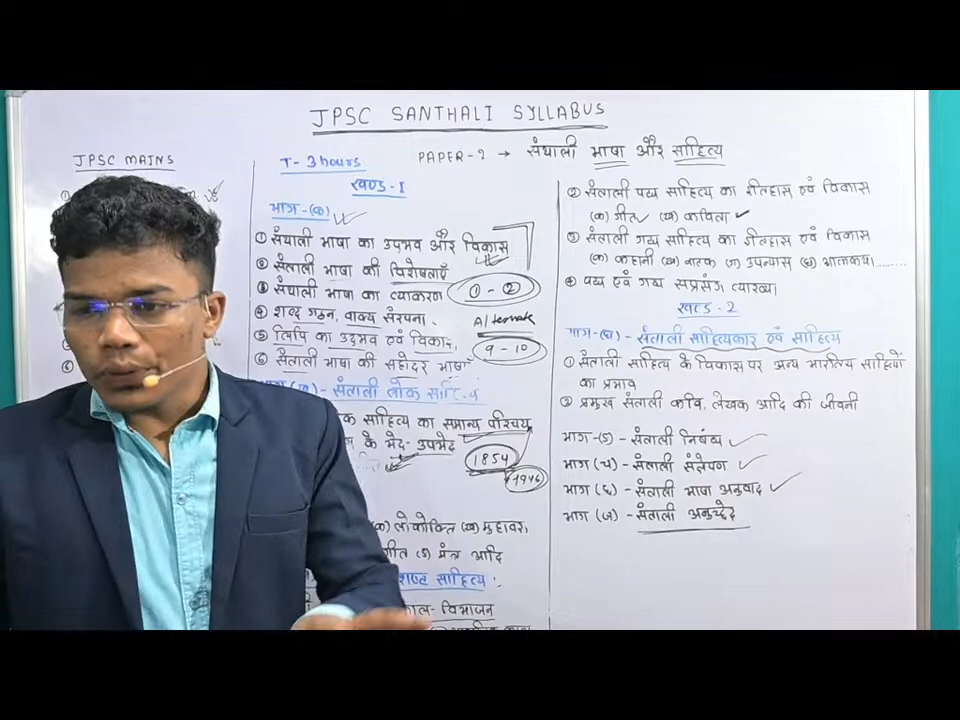 JPSC SANTHALI SYLLABUS
JPSC MAINS
T- 3 hours
PAPER-2 → संथाली भाषा और साहित्य
खण्ड-I
भाग-(क)
① संथाली भाषा का उद्भव और विकास
② संताली भाषा की विशेषताएँ
③ संथाली भाषा का व्याकरण
①-②
④ शब्द गठन, वाक्य संरचना.
⑤ लिपि का उद्भव एवं विकास,
9-10
⑥ संताली भाषा की सहोदर भाषा
संताली लोक
साहित्य का समान्य परिचय
के भेद-उपभेद
1854
1946
(क) लोकोक्ति (ख) मुहावरा,
गीत (ड) मंत्र आदि
साहित्य :
काल-विभाजन
② संताली पद्य साहित्य का ईतिहास एवं विकास
(क) गीत (ख) कविता
③ संताली गद्य साहित्य का ईतिहास एवं विकास
(क) कहानी (ख) नाटक (ग) उपन्यास (घ) आत्मकथा........
④ पद्य एवं गद्य सप्रसंग व्याख्या
खण्ड-2
भाग-(घ) - संताली साहित्यकार एवं साहित्य
① संताली साहित्य के विकास पर अन्य भारतिय साहित्यों
का प्रभाव
② प्रमुख संताली कवि, लेखक आदि की जीवनी
भाग-(ड) - संताली निबंध
भाग (च) - संताली संक्षेपण
भाग (छ) - संताली भाषा अनुवाद
भाग (ज) - संताली अनुच्छेद